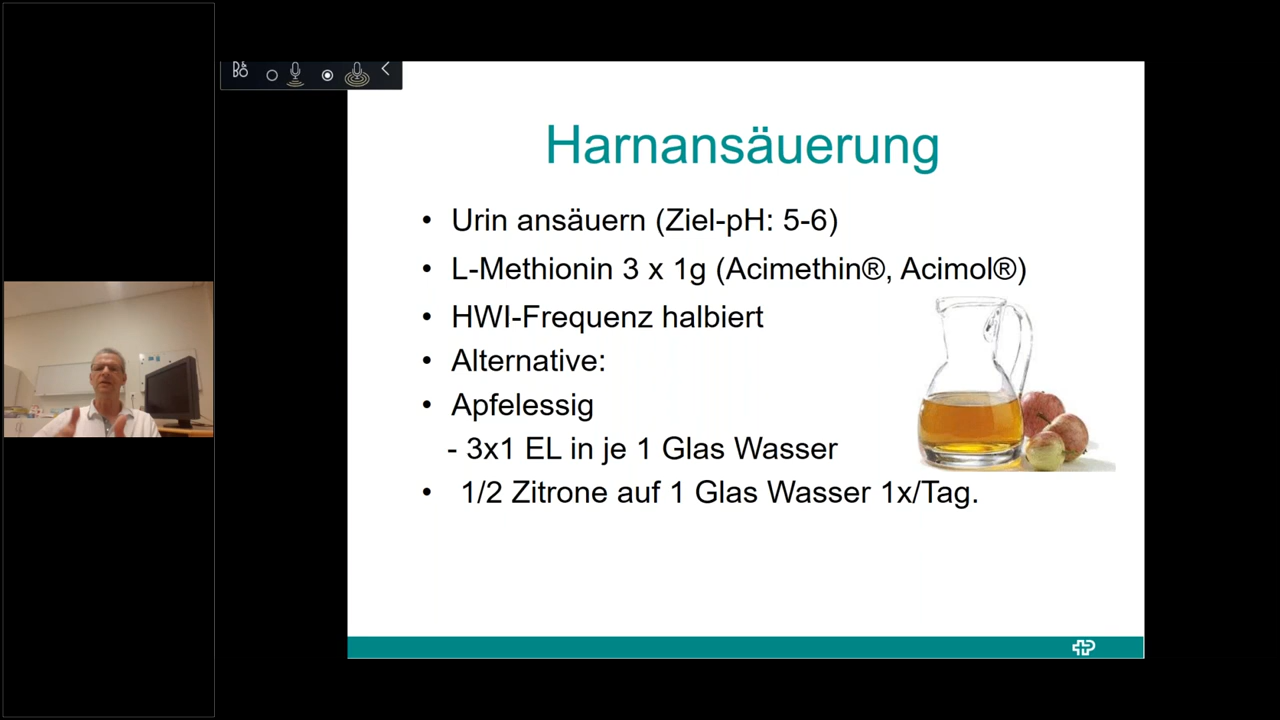 Harnansäuerung
• Urin ansäuern (Ziel-pH: 5-6)
• L-Methionin 3 x 1g (Acimethin®, Acimol®)
• HWI-Frequenz halbiert
• Alternative:
• Apfelessig
- 3x1 EL in je 1 Glas Wasser
• 1/2 Zitrone auf 1 Glas Wasser 1x/Tag.